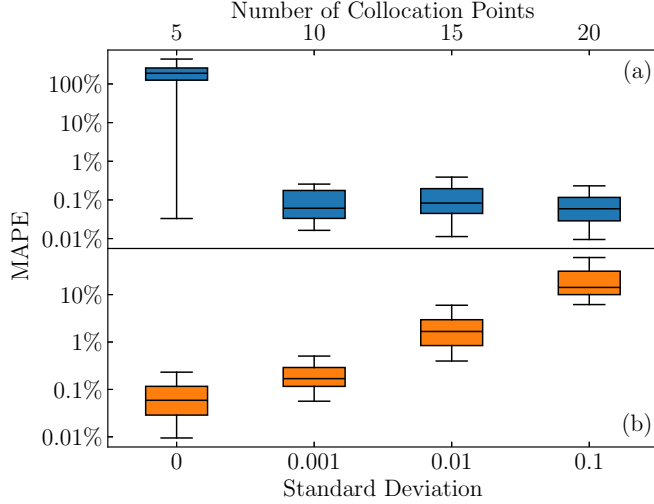 Number of Collocation Points
5 10 15 20
(a)
100%
10%
1%
0.1%
0.01%
MAPE
10%
1%
0.1%
0.01%
(b)
0 0.001 0.01 0.1
Standard Deviation